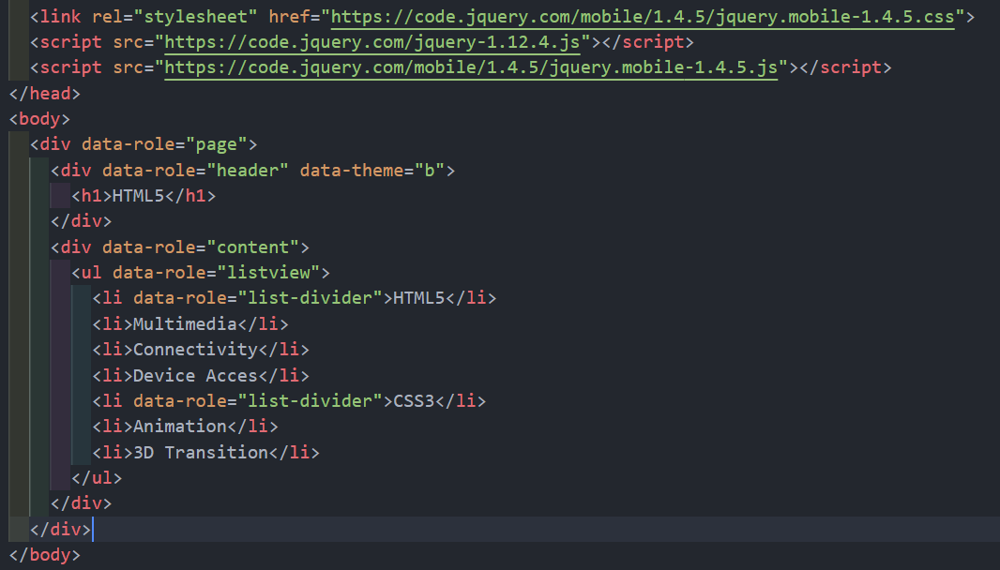 <link rel="stylesheet" href="https://code.jquery.com/mobile/1.4.5/jquery.mobile-1.4.5.css">
<script src="https://code.jquery.com/jquery-1.12.4.js"></script>
<script src="https://code.jquery.com/mobile/1.4.5/jquery.mobile-1.4.5.js"></script>
</head>
<body>
<div data-role="page">
<div data-role="header" data-theme="b">
<h1>HTML5</h1>
</div>
<div data-role="content">
<ul data-role="listview">
<li data-role="list-divider">HTML5</li>
<li>Multimedia</li>
<li>Connectivity</li>
<li>Device Acces</li>
<li data-role="list-divider">CSS3</li>
<li>Animation</li>
<li>3D Transition</li>
</ul>
</div>
</div>
</body>